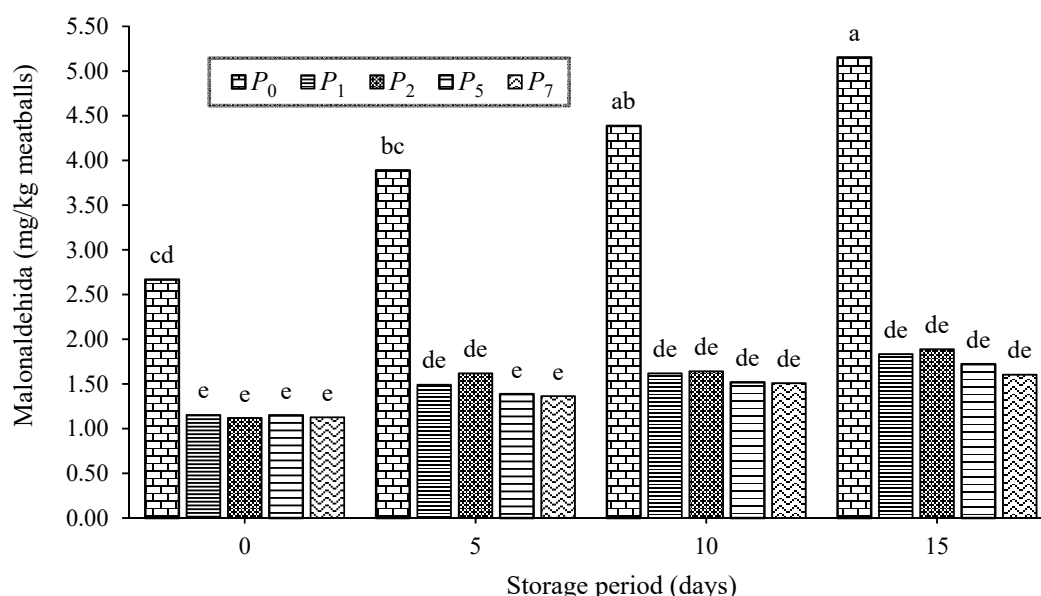 Malonaldehida (mg/kg meatballs)
5.50
5.00
4.50
4.00
3.50
3.00
2.50
2.00
1.50
1.00
0.50
0.00
P0 P1 P2 P5 P7
cd e e e e
bc de de e e
ab de de de de
a de de de de
0 5 10 15
Storage period (days)